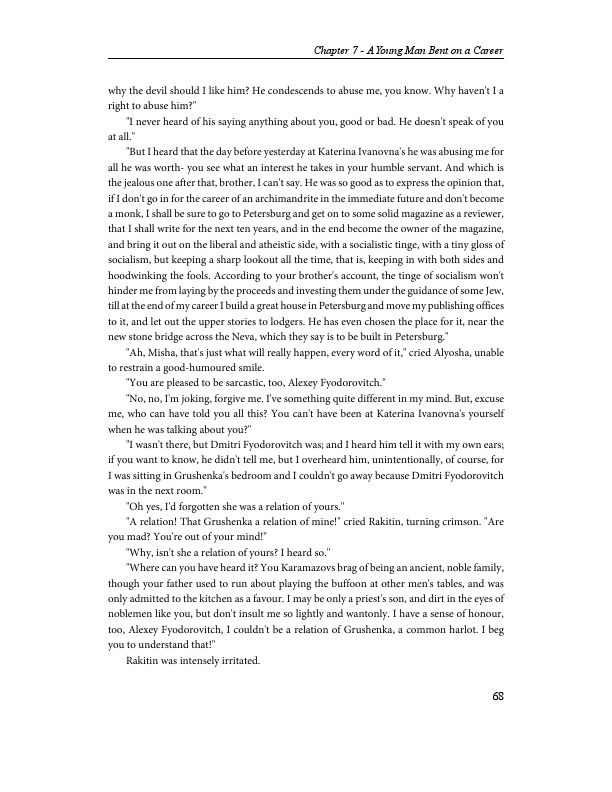 Chapter 7 - A Young Man Bent on a Career
why the devil should I like him? He condescends to abuse me, you know. Why haven't I a
right to abuse him?"
"I never heard of his saying anything about you, good or bad. He doesn't speak of you
at all."
"But I heard that the day before yesterday at Katerina Ivanovna's he was abusing me for
all he was worth- you see what an interest he takes in your humble servant. And which is
the jealous one after that, brother, I can't say. He was so good as to express the opinion that,
if I don't go in for the career of an archimandrite in the immediate future and don't become
a monk, I shall be sure to go to Petersburg and get on to some solid magazine as a reviewer,
that I shall write for the next ten years, and in the end become the owner of the magazine,
and bring it out on the liberal and atheistic side, with a socialistic tinge, with a tiny gloss of
socialism, but keeping a sharp lookout all the time, that is, keeping in with both sides and
hoodwinking the fools. According to your brother's account, the tinge of socialism won't
hinder me from laying by the proceeds and investing them under the guidance of some Jew,
till at the end of my career I build a great house in Petersburg and move my publishing offices
to it, and let out the upper stories to lodgers. He has even chosen the place for it, near the
new stone bridge across the Neva, which they say is to be built in Petersburg."
"Ah, Misha, that's just what will really happen, every word of it," cried Alyosha, unable
to restrain a good-humoured smile.
"You are pleased to be sarcastic, too, Alexey Fyodorovitch."
"No, no, I'm joking, forgive me. I've something quite different in my mind. But, excuse
me, who can have told you all this? You can't have been at Katerina Ivanovna's yourself
when he was talking about you?"
"I wasn't there, but Dmitri Fyodorovitch was; and I heard him tell it with my own ears;
if you want to know, he didn't tell me, but I overheard him, unintentionally, of course, for
I was sitting in Grushenka's bedroom and I couldn't go away because Dmitri Fyodorovitch
was in the next room."
"Oh yes, I'd forgotten she was a relation of yours."
"A relation! That Grushenka a relation of mine!" cried Rakitin, turning crimson. "Are
you mad? You're out of your mind!"
"Why, isn't she a relation of yours? I heard so."
"Where can you have heard it? You Karamazovs brag of being an ancient, noble family,
though your father used to run about playing the buffoon at other men's tables, and was
only admitted to the kitchen as a favour. I may be only a priest's son, and dirt in the eyes of
noblemen like you, but don't insult me so lightly and wantonly. I have a sense of honour,
too, Alexey Fyodorovitch, I couldn't be a relation of Grushenka, a common harlot. I beg
you to understand that!"
Rakitin was intensely irritated.
68